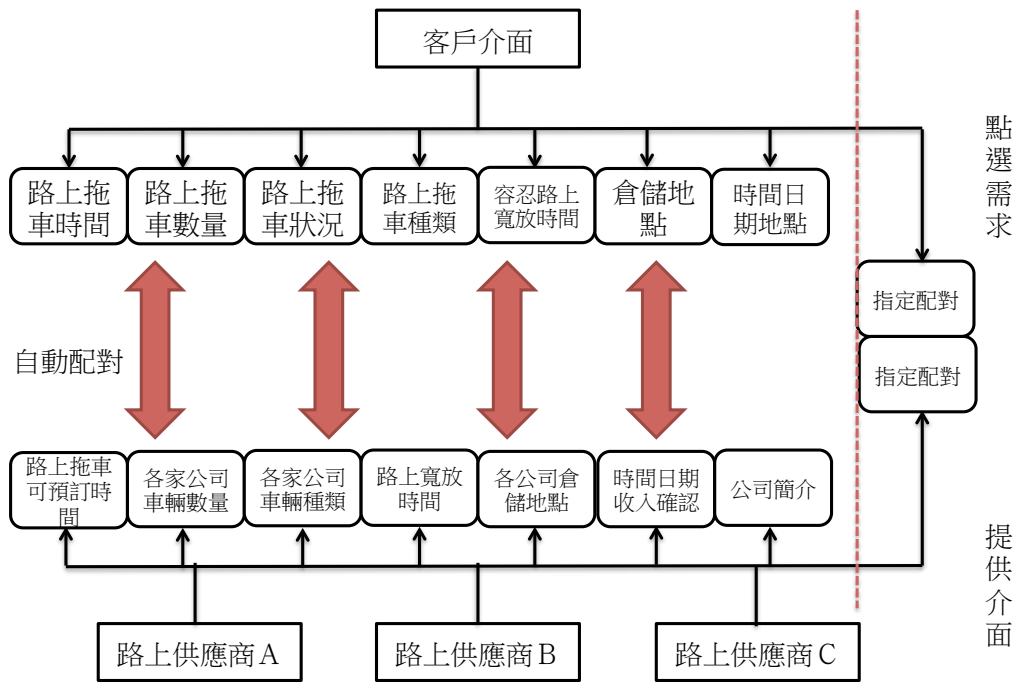 客戶介面
點選需求
路上拖
車時間
路上拖
車數量
路上拖
車狀況
路上拖
車種類
容忍路上
寬放時間
倉儲地
點
時間日
期地點
指定配對
自動配對
指定配對
路上拖車
可預訂時
間
各家公司
車輛數量
各家公司
車輛種類
路上寬放
時間
各公司倉
儲地點
時間日期
收入確認
公司簡介
提供介面
路上供應商A
路上供應商B
路上供應商C